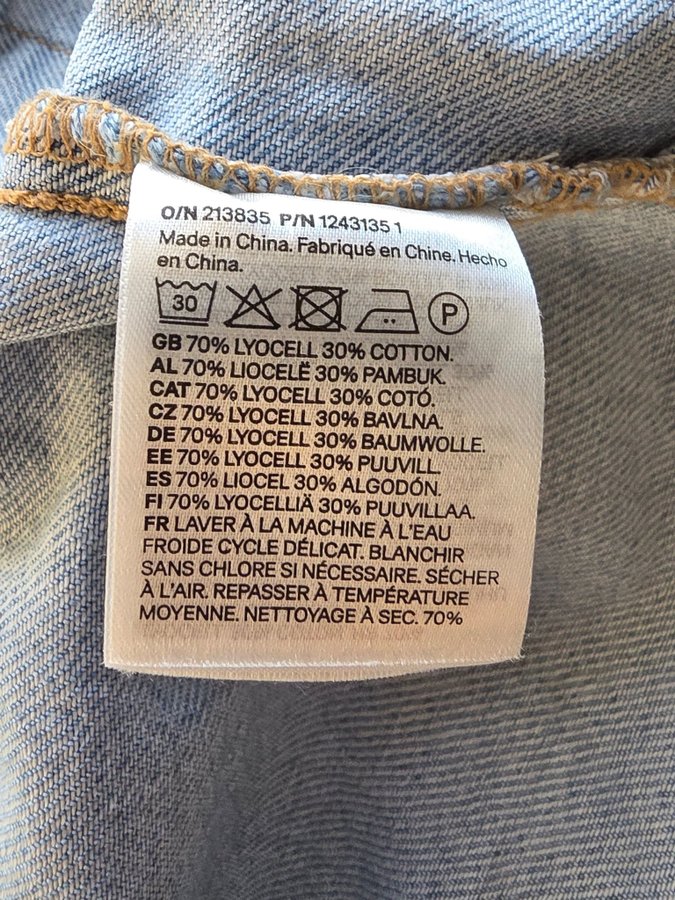 O/N 213835 P/N 1243135 1
Made in China. Fabriqué en Chine. Hecho
en China.
30 P
GB 70% LYOCELL 30% COTTON.
AL 70% LIOCELË 30% PAMBUK.
CAT 70% LYOCELL 30% COTÓ.
CZ 70% LYOCELL 30% BAVLNA.
DE 70% LYOCELL 30% BAUMWOLLE.
EE 70% LYOCELL 30% PUUVILL.
ES 70% LIOCEL 30% ALGODÓN.
FI 70% LYOCELLIÄ 30% PUUVILLAA.
FR LAVER À LA MACHINE À L'EAU
FROIDE CYCLE DÉLICAT. BLANCHIR
SANS CHLORE SI NÉCESSAIRE. SÉCHER
À L'AIR. REPASSER À TEMPÉRATURE
MOYENNE. NETTOYAGE À SEC. 70%